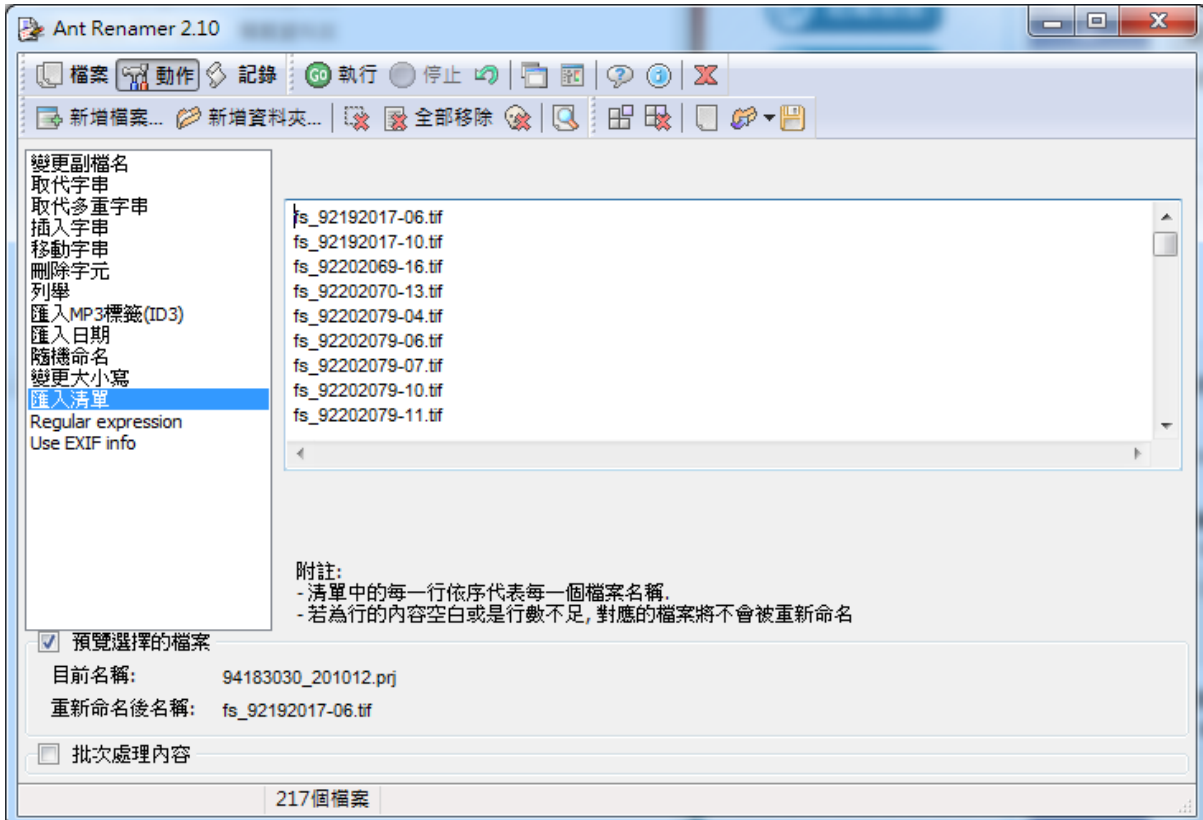 Ant Renamer 2.10
檔案 動作 記錄 GO 執行 停止
新增檔案... 新增資料夾... 全部移除
變更副檔名
取代字串
取代多重字串
插入字串
移動字串
刪除字元
列舉
匯入MP3標籤(ID3)
匯入日期
隨機命名
變更大小寫
匯入清單
Regular expression
Use EXIF info
fs_92192017-06.tif
fs_92192017-10.tif
fs_92202069-16.tif
fs_92202070-13.tif
fs_92202079-04.tif
fs_92202079-06.tif
fs_92202079-07.tif
fs_92202079-10.tif
fs_92202079-11.tif
附註:
- 清單中的每一行依序代表每一個檔案名稱.
- 若為行的內容空白或是行數不足, 對應的檔案將不會被重新命名
預覽選擇的檔案
目前名稱: 94183030_201012.prj
重新命名後名稱: fs_92192017-06.tif
批次處理內容
217個檔案